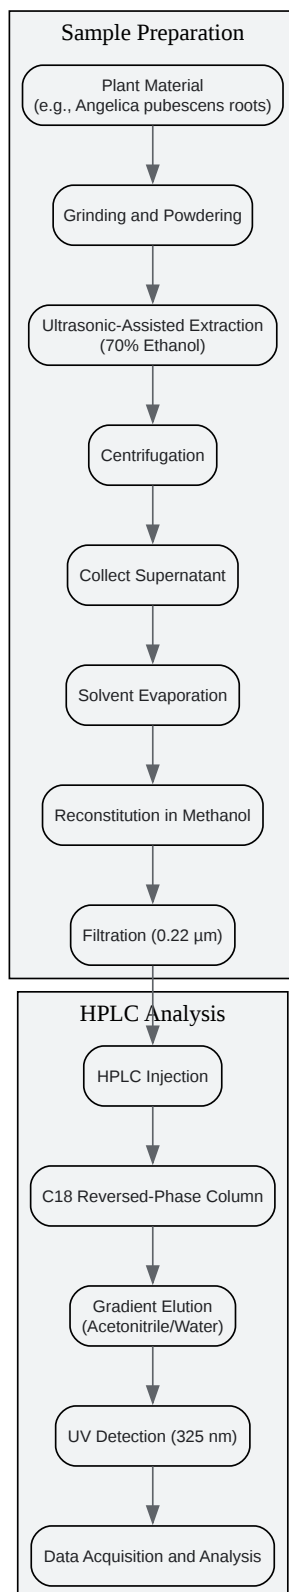 Sample Preparation
Plant Material
(e.g., Angelica pubescens roots)
Grinding and Powdering
Ultrasonic-Assisted Extraction
(70% Ethanol)
Centrifugation
Collect Supernatant
Solvent Evaporation
Reconstitution in Methanol
Filtration (0.22 µm)
HPLC Analysis
HPLC Injection
C18 Reversed-Phase Column
Gradient Elution
(Acetonitrile/Water)
UV Detection (325 nm)
Data Acquisition and Analysis